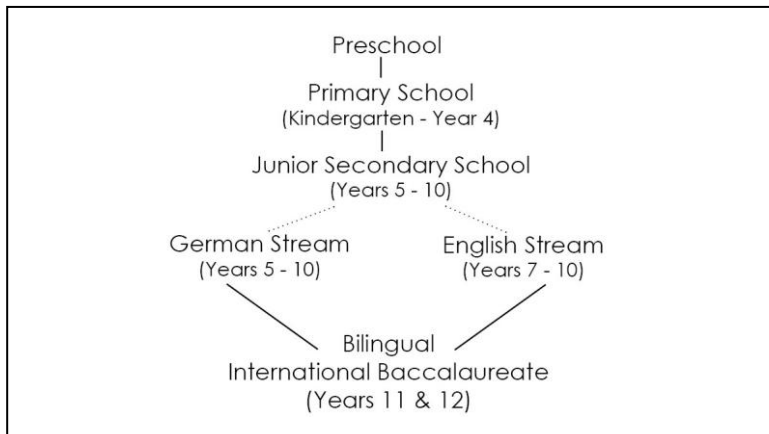 Preschool
Primary School
(Kindergarten - Year 4)
Junior Secondary School
(Years 5 - 10)
German Stream
(Years 5 - 10)
English Stream
(Years 7 - 10)
Bilingual
International Baccalaureate
(Years 11 & 12)